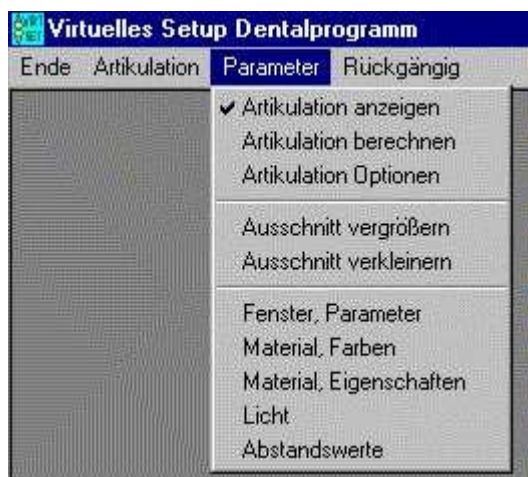 Virtuelles Setup Dentalprogramm
Ende Artikulation Parameter Rückgängig
Artikulation anzeigen
Artikulation berechnen
Artikulation Optionen
Ausschnitt vergrößern
Ausschnitt verkleinern
Fenster, Parameter
Material, Farben
Material, Eigenschaften
Licht
Abstandswerte